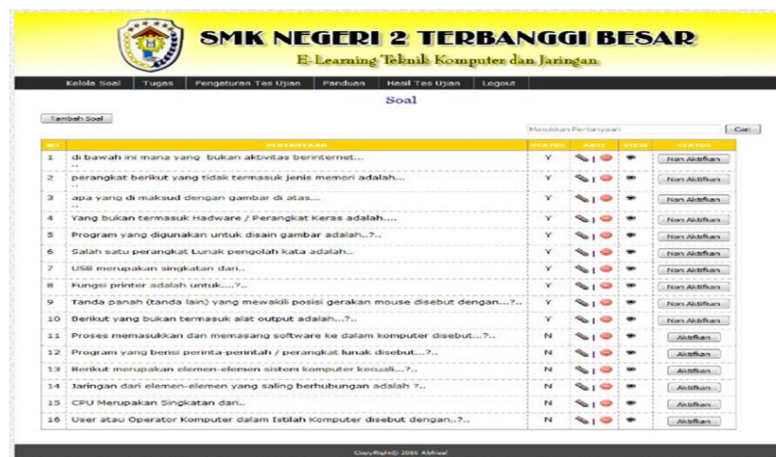 SMK NEGERI 2 TERBANGGI BESAR
E-Learning Teknik Komputer dan Jaringan
Kelola Soal Tugas Pengaturan Tes Ujian Panduan Hasil Tes Ujian Logout
Soal
Tambah Soal
Masukkan Pertanyaan Cari
NO PERTANYAAN STATUS AKSI VIEW STATUS
1 di bawah ini mana yang bukan aktivitas berinternet... Y | Non Aktifkan
..
2 perangkat berikut yang tidak termasuk jenis memori adalah... Y | Non Aktifkan
..
3 apa yang di maksud dengan gambar di atas... Y | Non Aktifkan
..
4 Yang bukan termasuk Hadware / Perangkat Keras adalah.... Y | Non Aktifkan
5 Program yang digunakan untuk disain gambar adalah..?.. Y | Non Aktifkan
6 Salah satu perangkat Lunak pengolah kata adalah.. Y | Non Aktifkan
7 USB merupakan singkatan dari.. Y | Non Aktifkan
8 Fungsi printer adalah untuk....?.. Y | Non Aktifkan
9 Tanda panah (tanda lain) yang mewakili posisi gerakan mouse disebut dengan...?.. Y | Non Aktifkan
10 Berikut yang bukan termasuk alat output adalah...?.. Y | Non Aktifkan
11 Proses memasukkan dan memasang software ke dalam komputer disebut...?.. N | Aktifkan
12 Program yang berisi perinta-perintah / perangkat lunak disebut...?.. N | Aktifkan
13 Berikut merupakan elemen-elemen sistem komputer kecuali...?.. N | Aktifkan
14 Jaringan dari elemen-elemen yang saling berhubungan adalah ?.. N | Aktifkan
15 CPU Merupakan Singkatan dari.. N | Aktifkan
16 User atau Operator Komputer dalam Istilah Komputer disebut dengan..?.. N | Aktifkan
CopyRight© 2016